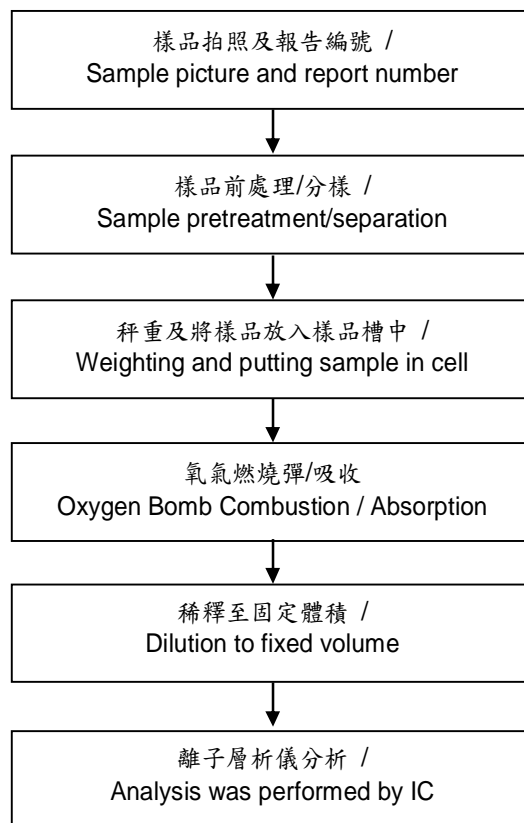 樣品拍照及報告編號 /
Sample picture and report number
樣品前處理/分樣 /
Sample pretreatment/separation
秤重及將樣品放入樣品槽中 /
Weighting and putting sample in cell
氧氣燃燒彈/吸收
Oxygen Bomb Combustion / Absorption
稀釋至固定體積 /
Dilution to fixed volume
離子層析儀分析 /
Analysis was performed by IC